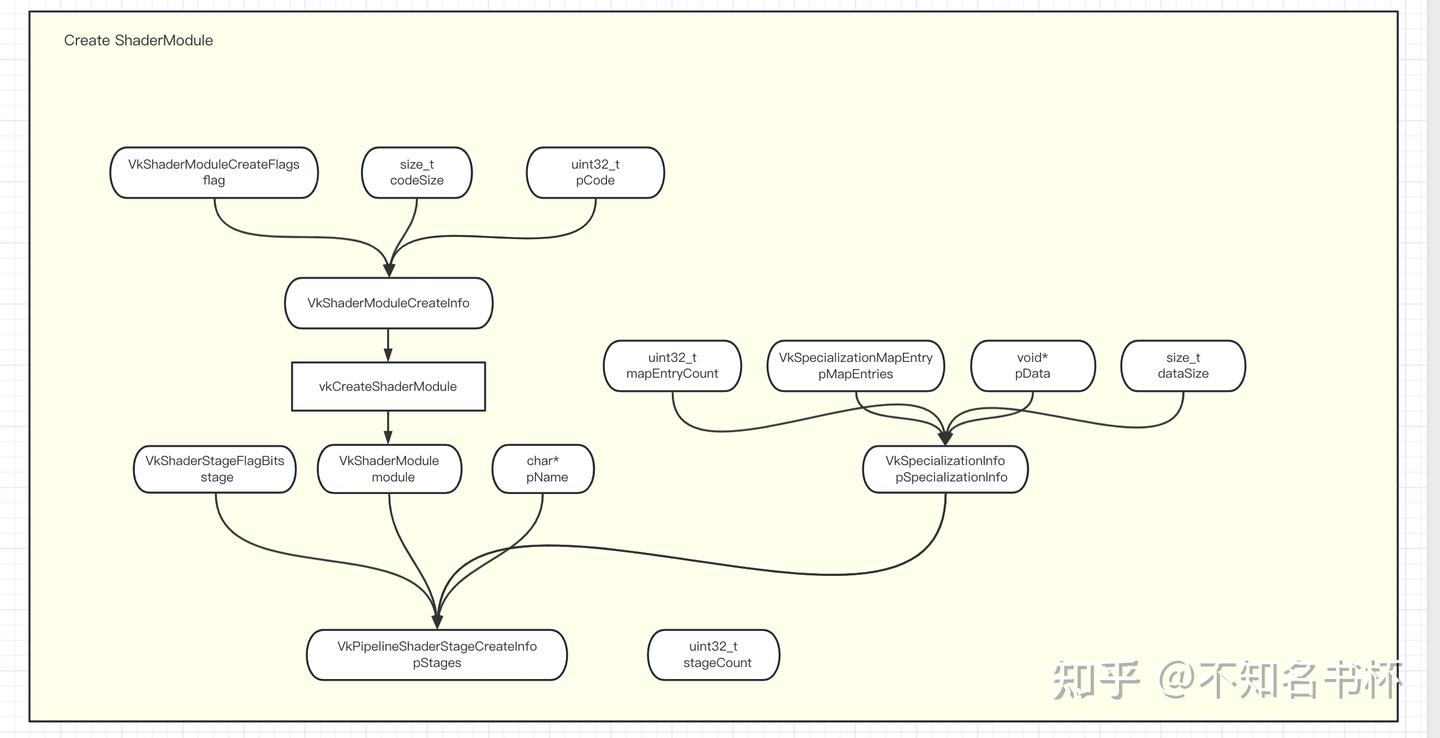 Create ShaderModule
VkShaderModuleCreateFlags
flag
size_t
codeSize
uint32_t
pCode
VkShaderModuleCreateInfo
vkCreateShaderModule
uint32_t
mapEntryCount
VkSpecializationMapEntry
pMapEntries
void*
pData
size_t
dataSize
VkShaderStageFlagBits
stage
VkShaderModule
module
char*
pName
VkSpecializationInfo
pSpecializationInfo
VkPipelineShaderStageCreateInfo
pStages
uint32_t
stageCount
知乎 @不知名书杯